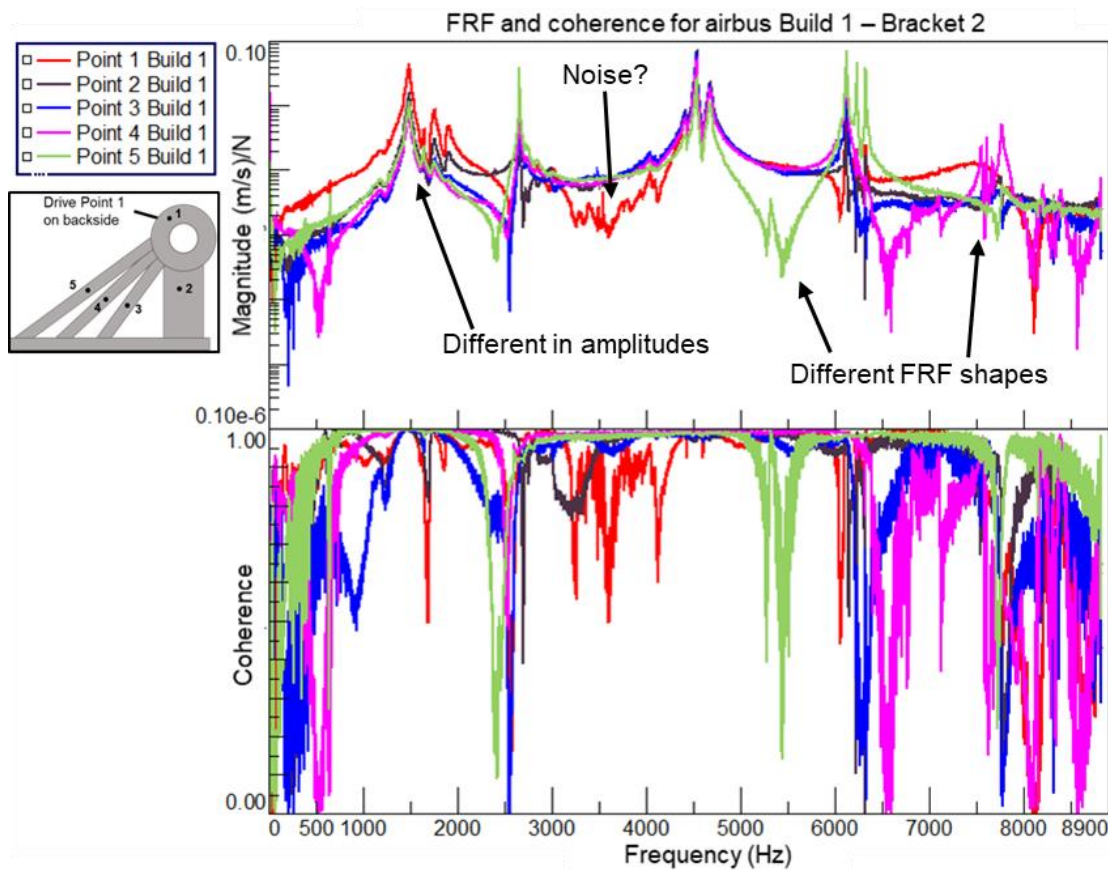 FRF and coherence for airbus Build 1 – Bracket 2
Point 1 Build 1
Point 2 Build 1
Point 3 Build 1
Point 4 Build 1
Point 5 Build 1
Drive Point 1
on backside
1
2
3
4
5
0.10
Magnitude (m/s)/N
0.10e-6
Noise?
Different in amplitudes
Different FRF shapes
1.00
Coherence
0.00
0 500 1000 2000 3000 4000 5000 6000 7000 8000 8900
Frequency (Hz)